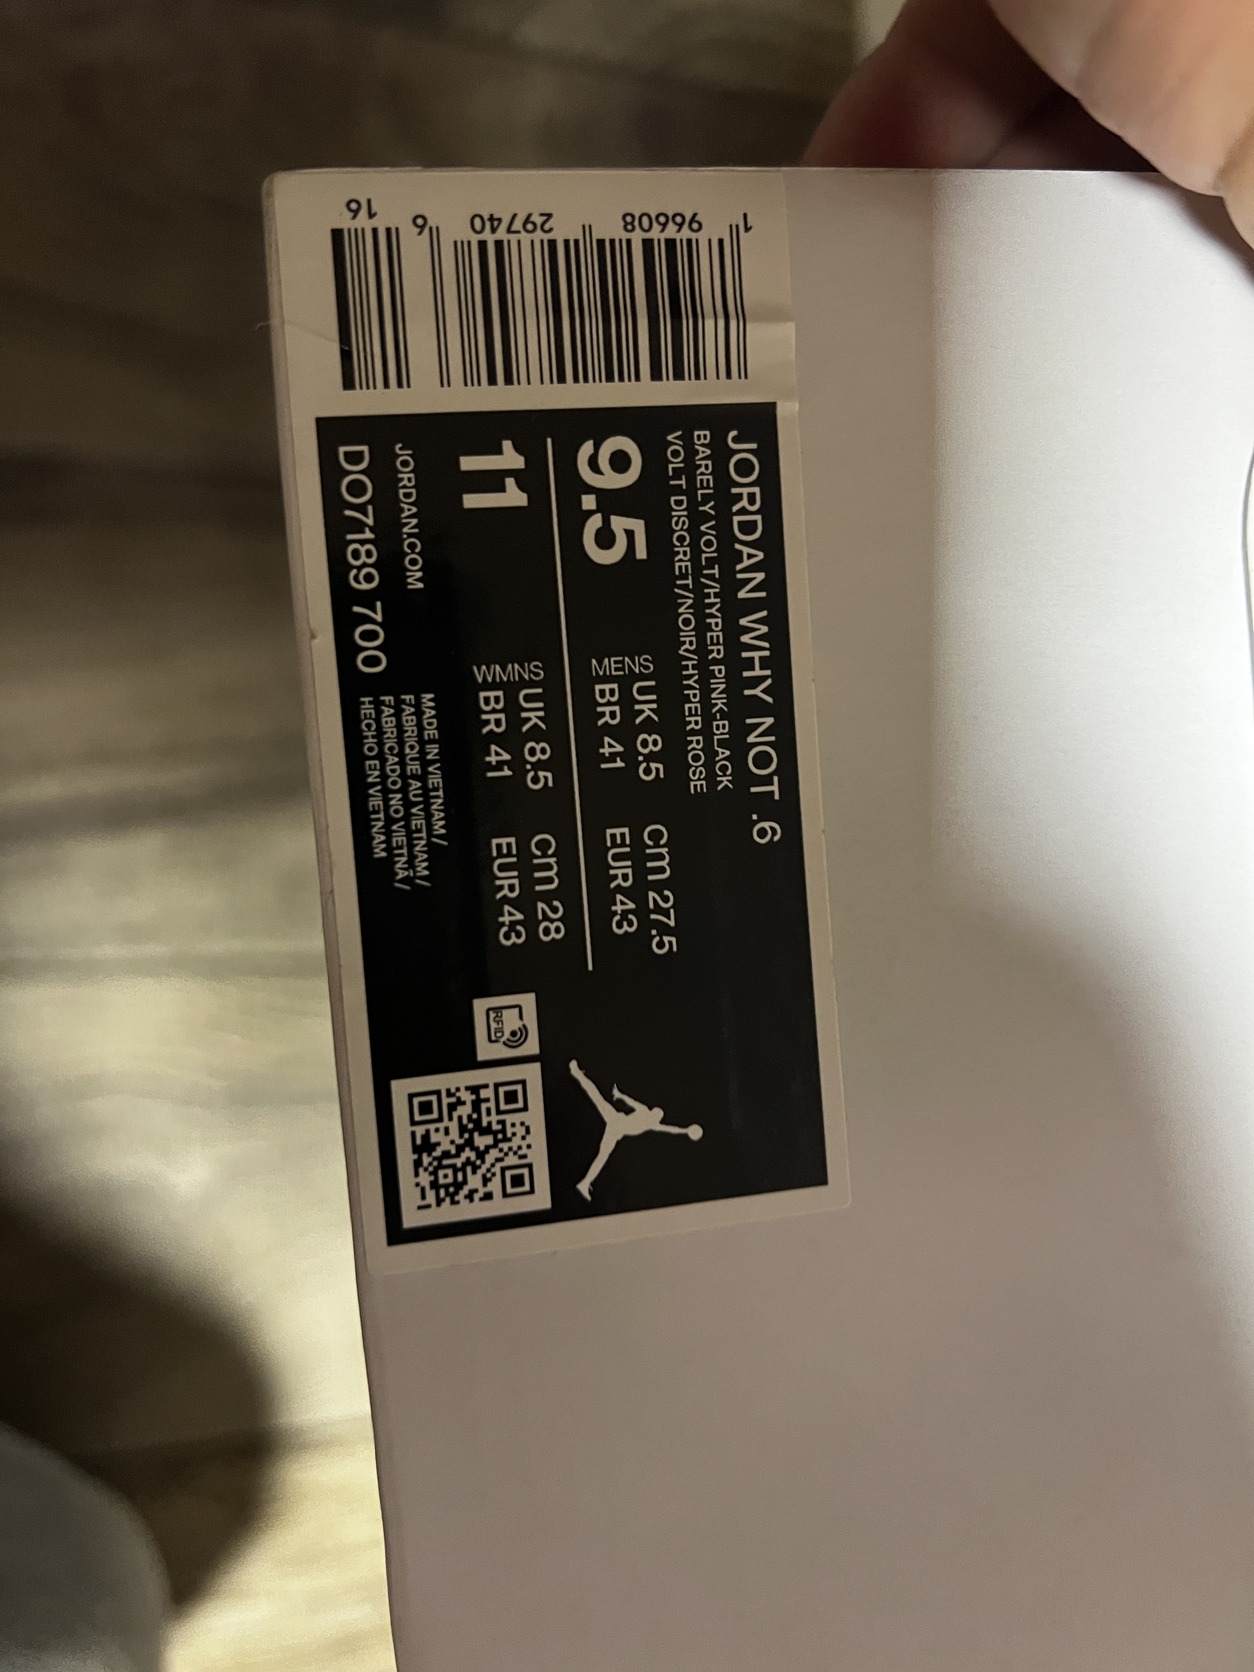 JORDAN WHY NOT .6
BARELY VOLT/HYPER PINK-BLACK
VOLT DISCRET/NOIR/HYPER ROSE
9.5
MENS
UK 8.5 cm 27.5
BR 41 EUR 43
11
WMNS
UK 8.5 cm 28
BR 41 EUR 43
JORDAN.COM
DO7189 700
MADE IN VIETNAM /
FABRIQUE AU VIETNAM /
FABRICADO NO VIETNÃ /
HECHO EN VIETNAM
RFID
1 96608 29740 6 16